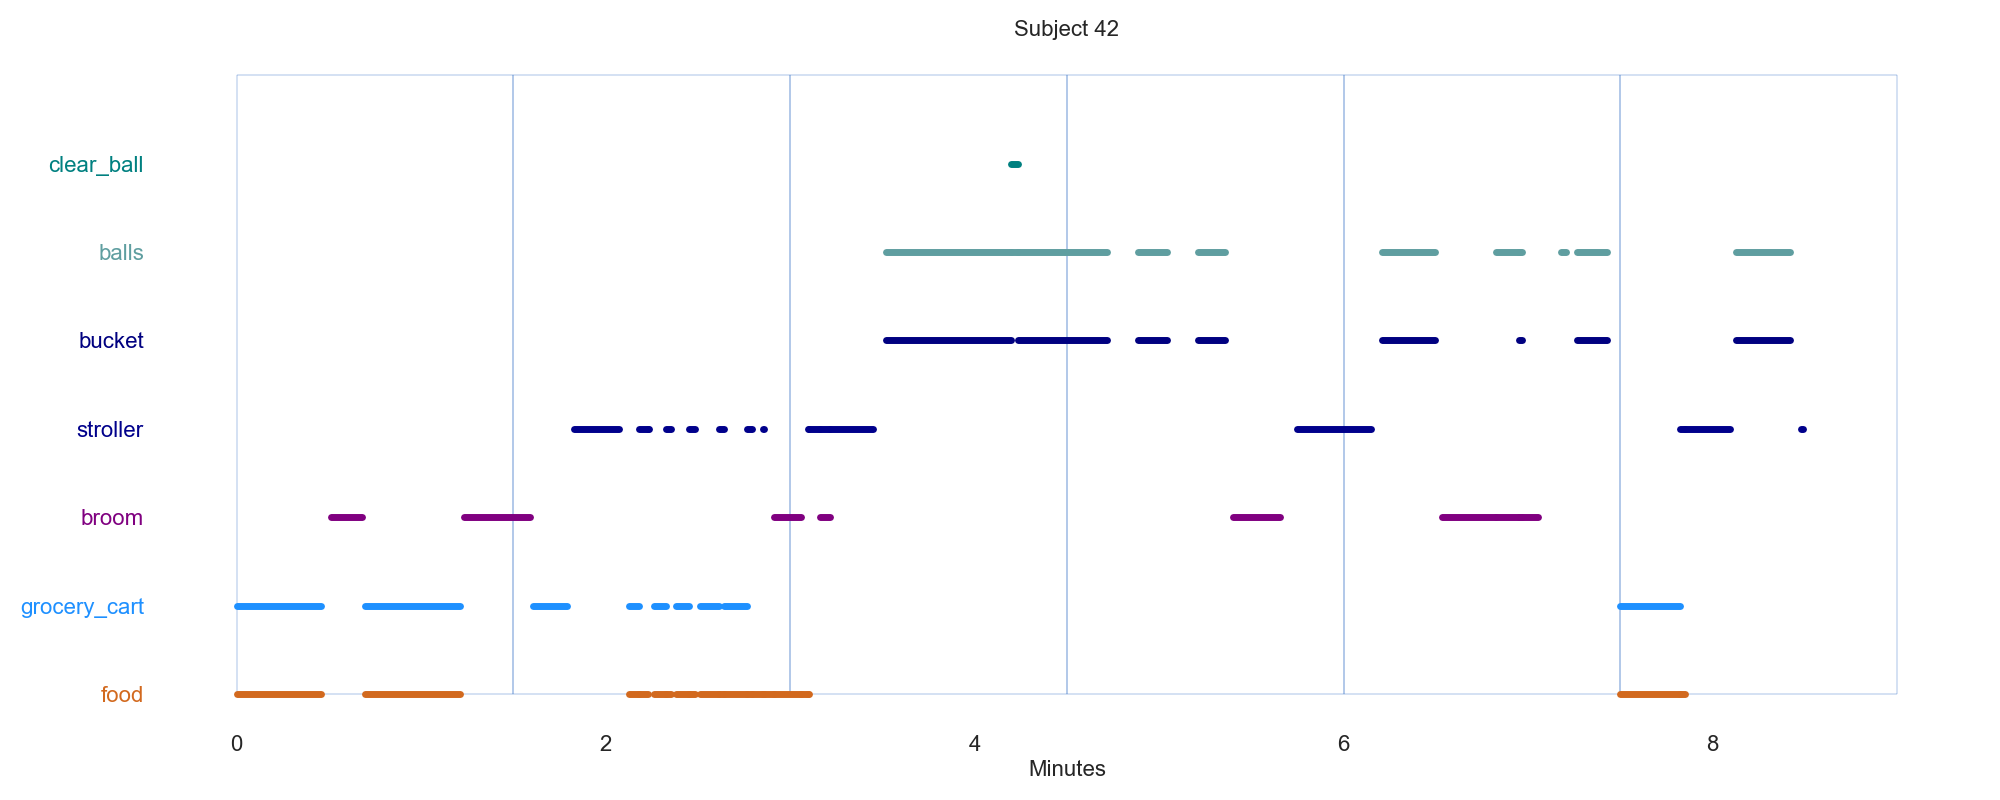 Subject 42
clear_ball
balls
bucket
stroller
broom
grocery_cart
food
0 2 4 6 8
Minutes